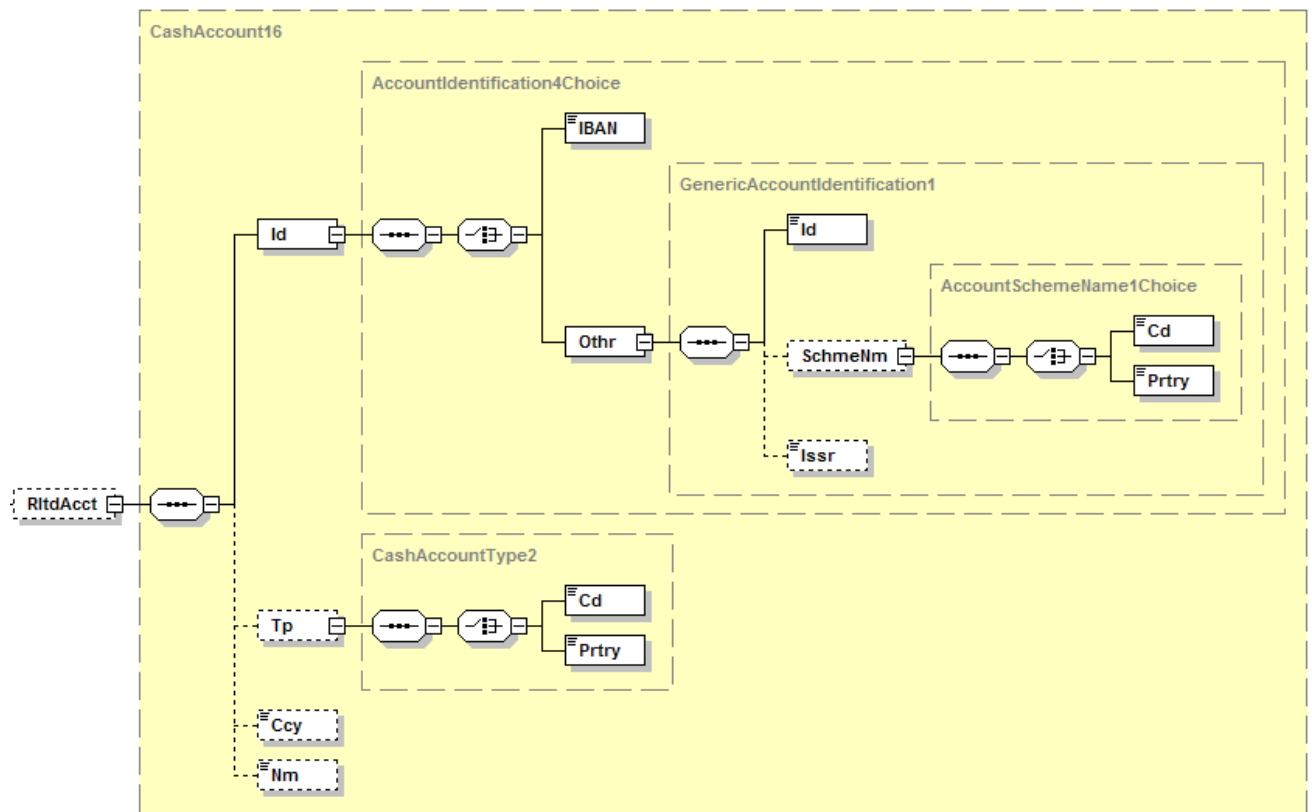 CashAccount16
AccountIdentification4Choice
IBAN
GenericAccountIdentification1
Id
Id
AccountSchemeName1Choice
Cd
Othr
SchmeNm
Prtry
Issr
RltdAcct
CashAccountType2
Cd
Tp
Prtry
Ccy
Nm